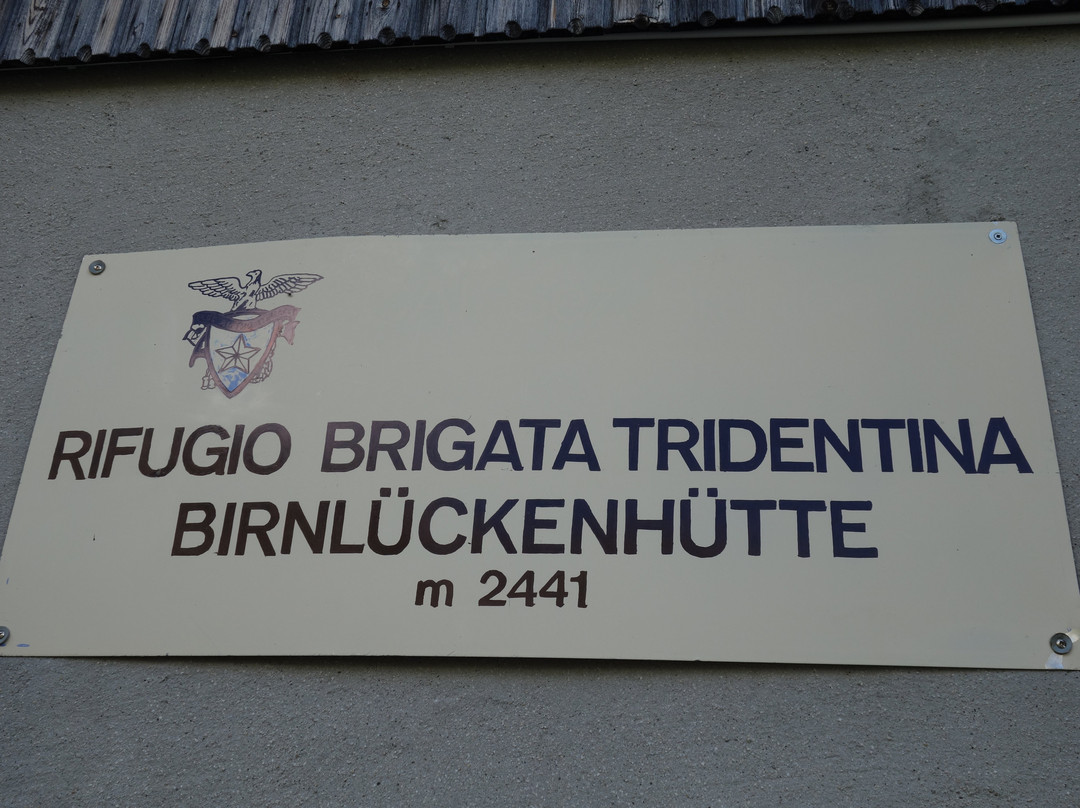 RIFUGIO BRIGATA TRIDENTINA
BIRNLÜCKENHÜTTE
m 2441